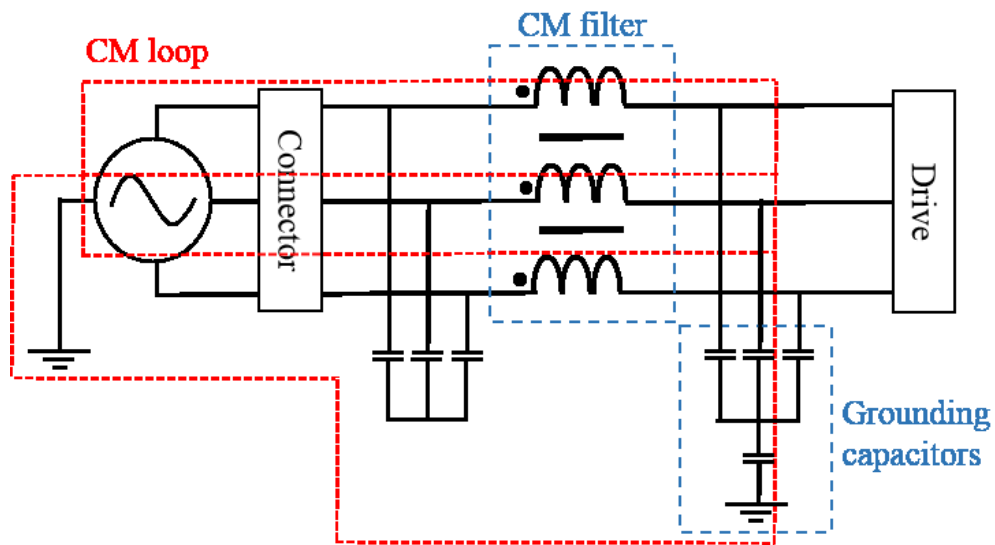 CM filter
CM loop
Connector
Drive
Grounding
capacitors